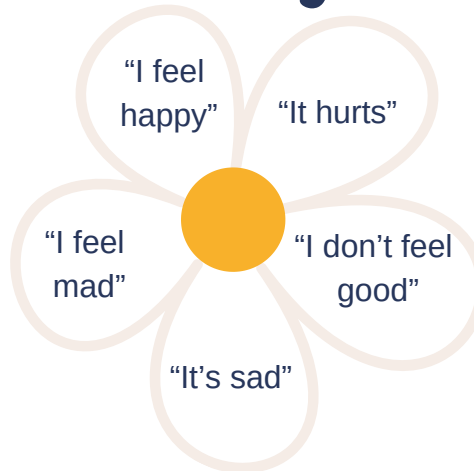 “I feel
happy”
“It hurts”
“I feel
mad”
“I don’t feel
good”
“It’s sad”